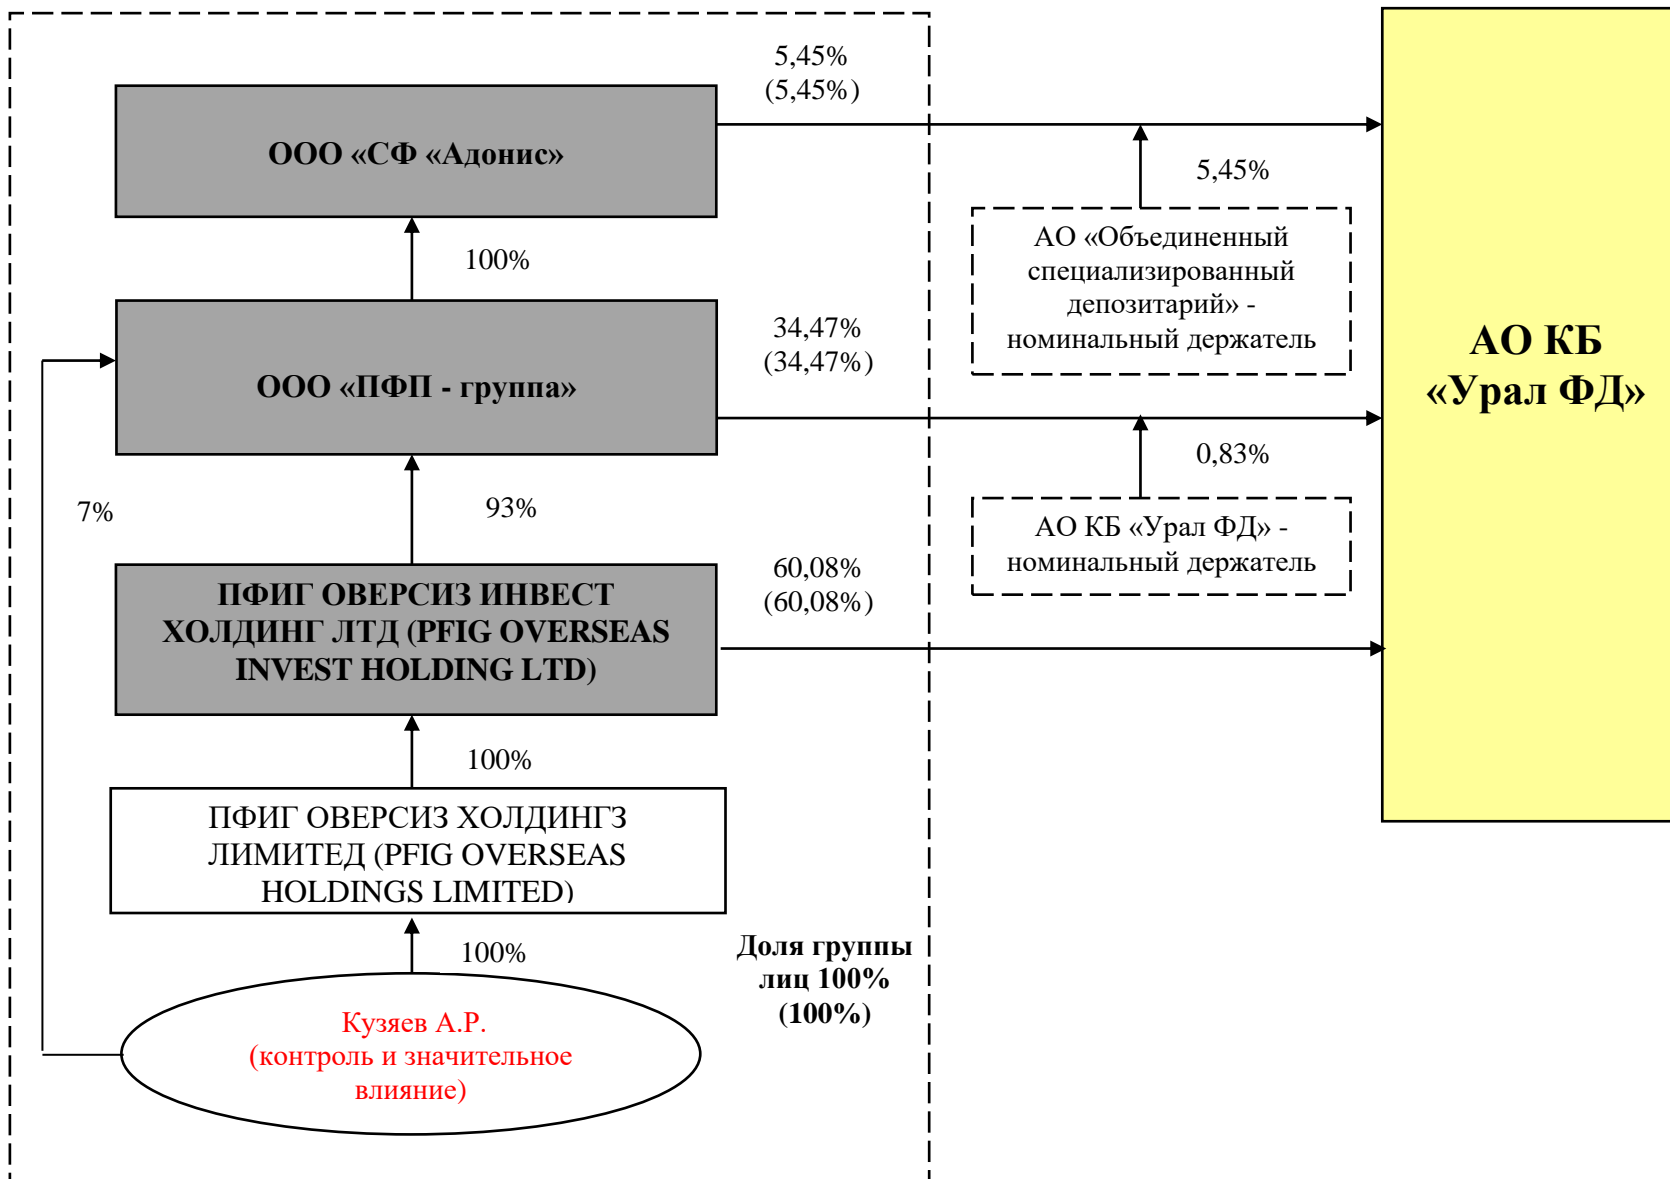 5,45%
(5,45%)
ООО «СФ «Адонис»
5,45%
АО «Объединенный
специализированный
депозитарий» -
номинальный держатель
100%
34,47%
(34,47%)
ООО «ПФП - группа»
АО КБ
«Урал ФД»
0,83%
7%
93%
АО КБ «Урал ФД» -
номинальный держатель
60,08%
(60,08%)
ПФИГ ОВЕРСИЗ ИНВЕСТ
ХОЛДИНГ ЛТД (PFIG OVERSEAS
INVEST HOLDING LTD)
100%
ПФИГ ОВЕРСИЗ ХОЛДИНГЗ
ЛИМИТЕД (PFIG OVERSEAS
HOLDINGS LIMITED)
100%
Доля группы
лиц 100%
(100%)
Кузяев А.Р.
(контроль и значительное
влияние)